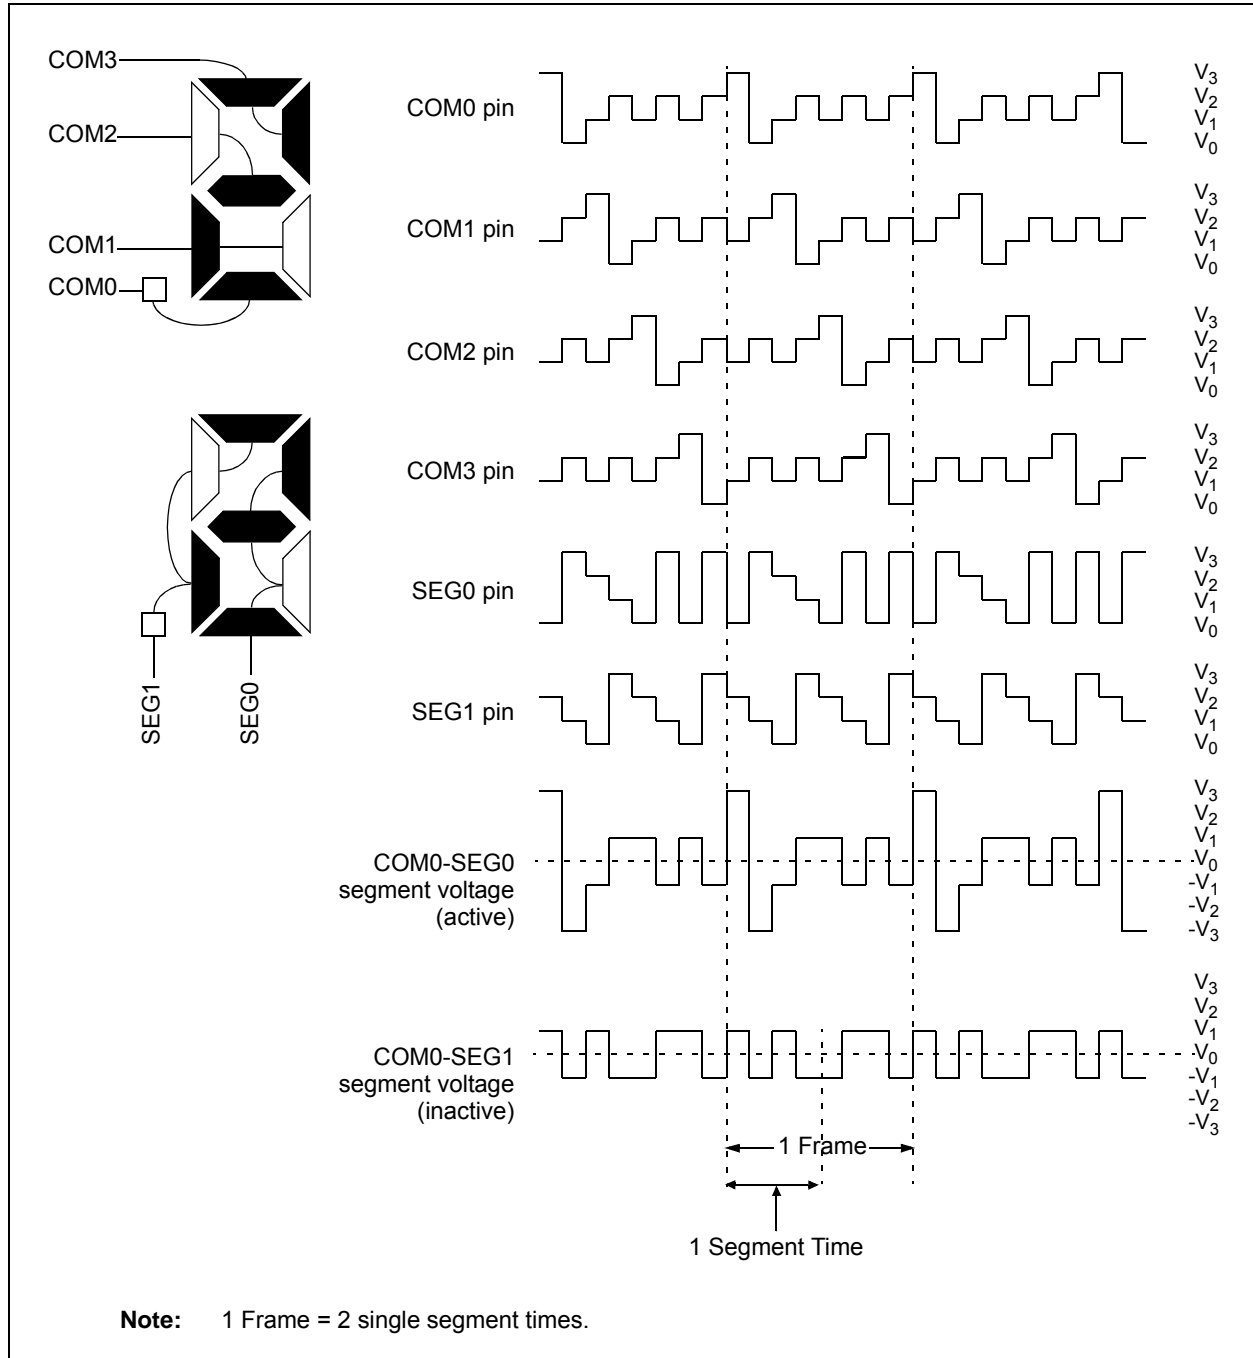 COM3
COM2
COM1
COM0
SEG1
SEG0
COM0 pin
V3
V2
V1
V0
COM1 pin
V3
V2
V1
V0
COM2 pin
V3
V2
V1
V0
COM3 pin
V3
V2
V1
V0
SEG0 pin
V3
V2
V1
V0
SEG1 pin
V3
V2
V1
V0
COM0-SEG0
segment voltage
(active)
V3
V2
V1
V0
-V1
-V2
-V3
COM0-SEG1
segment voltage
(inactive)
V3
V2
V1
V0
-V1
-V2
-V3
1 Frame
1 Segment Time
Note: 1 Frame = 2 single segment times.